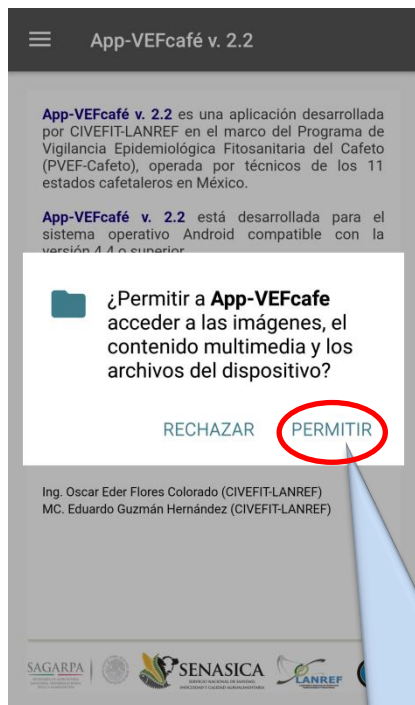 App-VEFcafé v. 2.2
App-VEFcafé v. 2.2 es una aplicación desarrollada
por CIVEFIT-LANREF en el marco del Programa de
Vigilancia Epidemiológica Fitosanitaria del Cafeto
(PVEF-Cafeto), operada por técnicos de los 11
estados cafetaleros en México.
App-VEFcafé v. 2.2 está desarrollada para el
sistema operativo Android compatible con la
versión 4.4 o superior
¿Permitir a App-VEFcafe
acceder a las imágenes, el
contenido multimedia y los
archivos del dispositivo?
RECHAZAR PERMITIR
Ing. Oscar Eder Flores Colorado (CIVEFIT-LANREF)
MC. Eduardo Guzmán Hernández (CIVEFIT-LANREF)
SAGARPA SENASICA LANREF